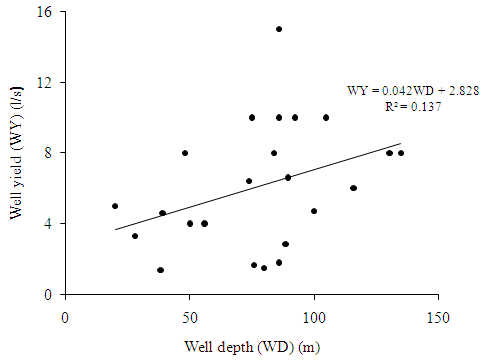 16
12
8
4
0
Well yield (WY) (l/s)
WY = 0.042WD + 2.828
R² = 0.137
0 50 100 150
Well depth (WD) (m)